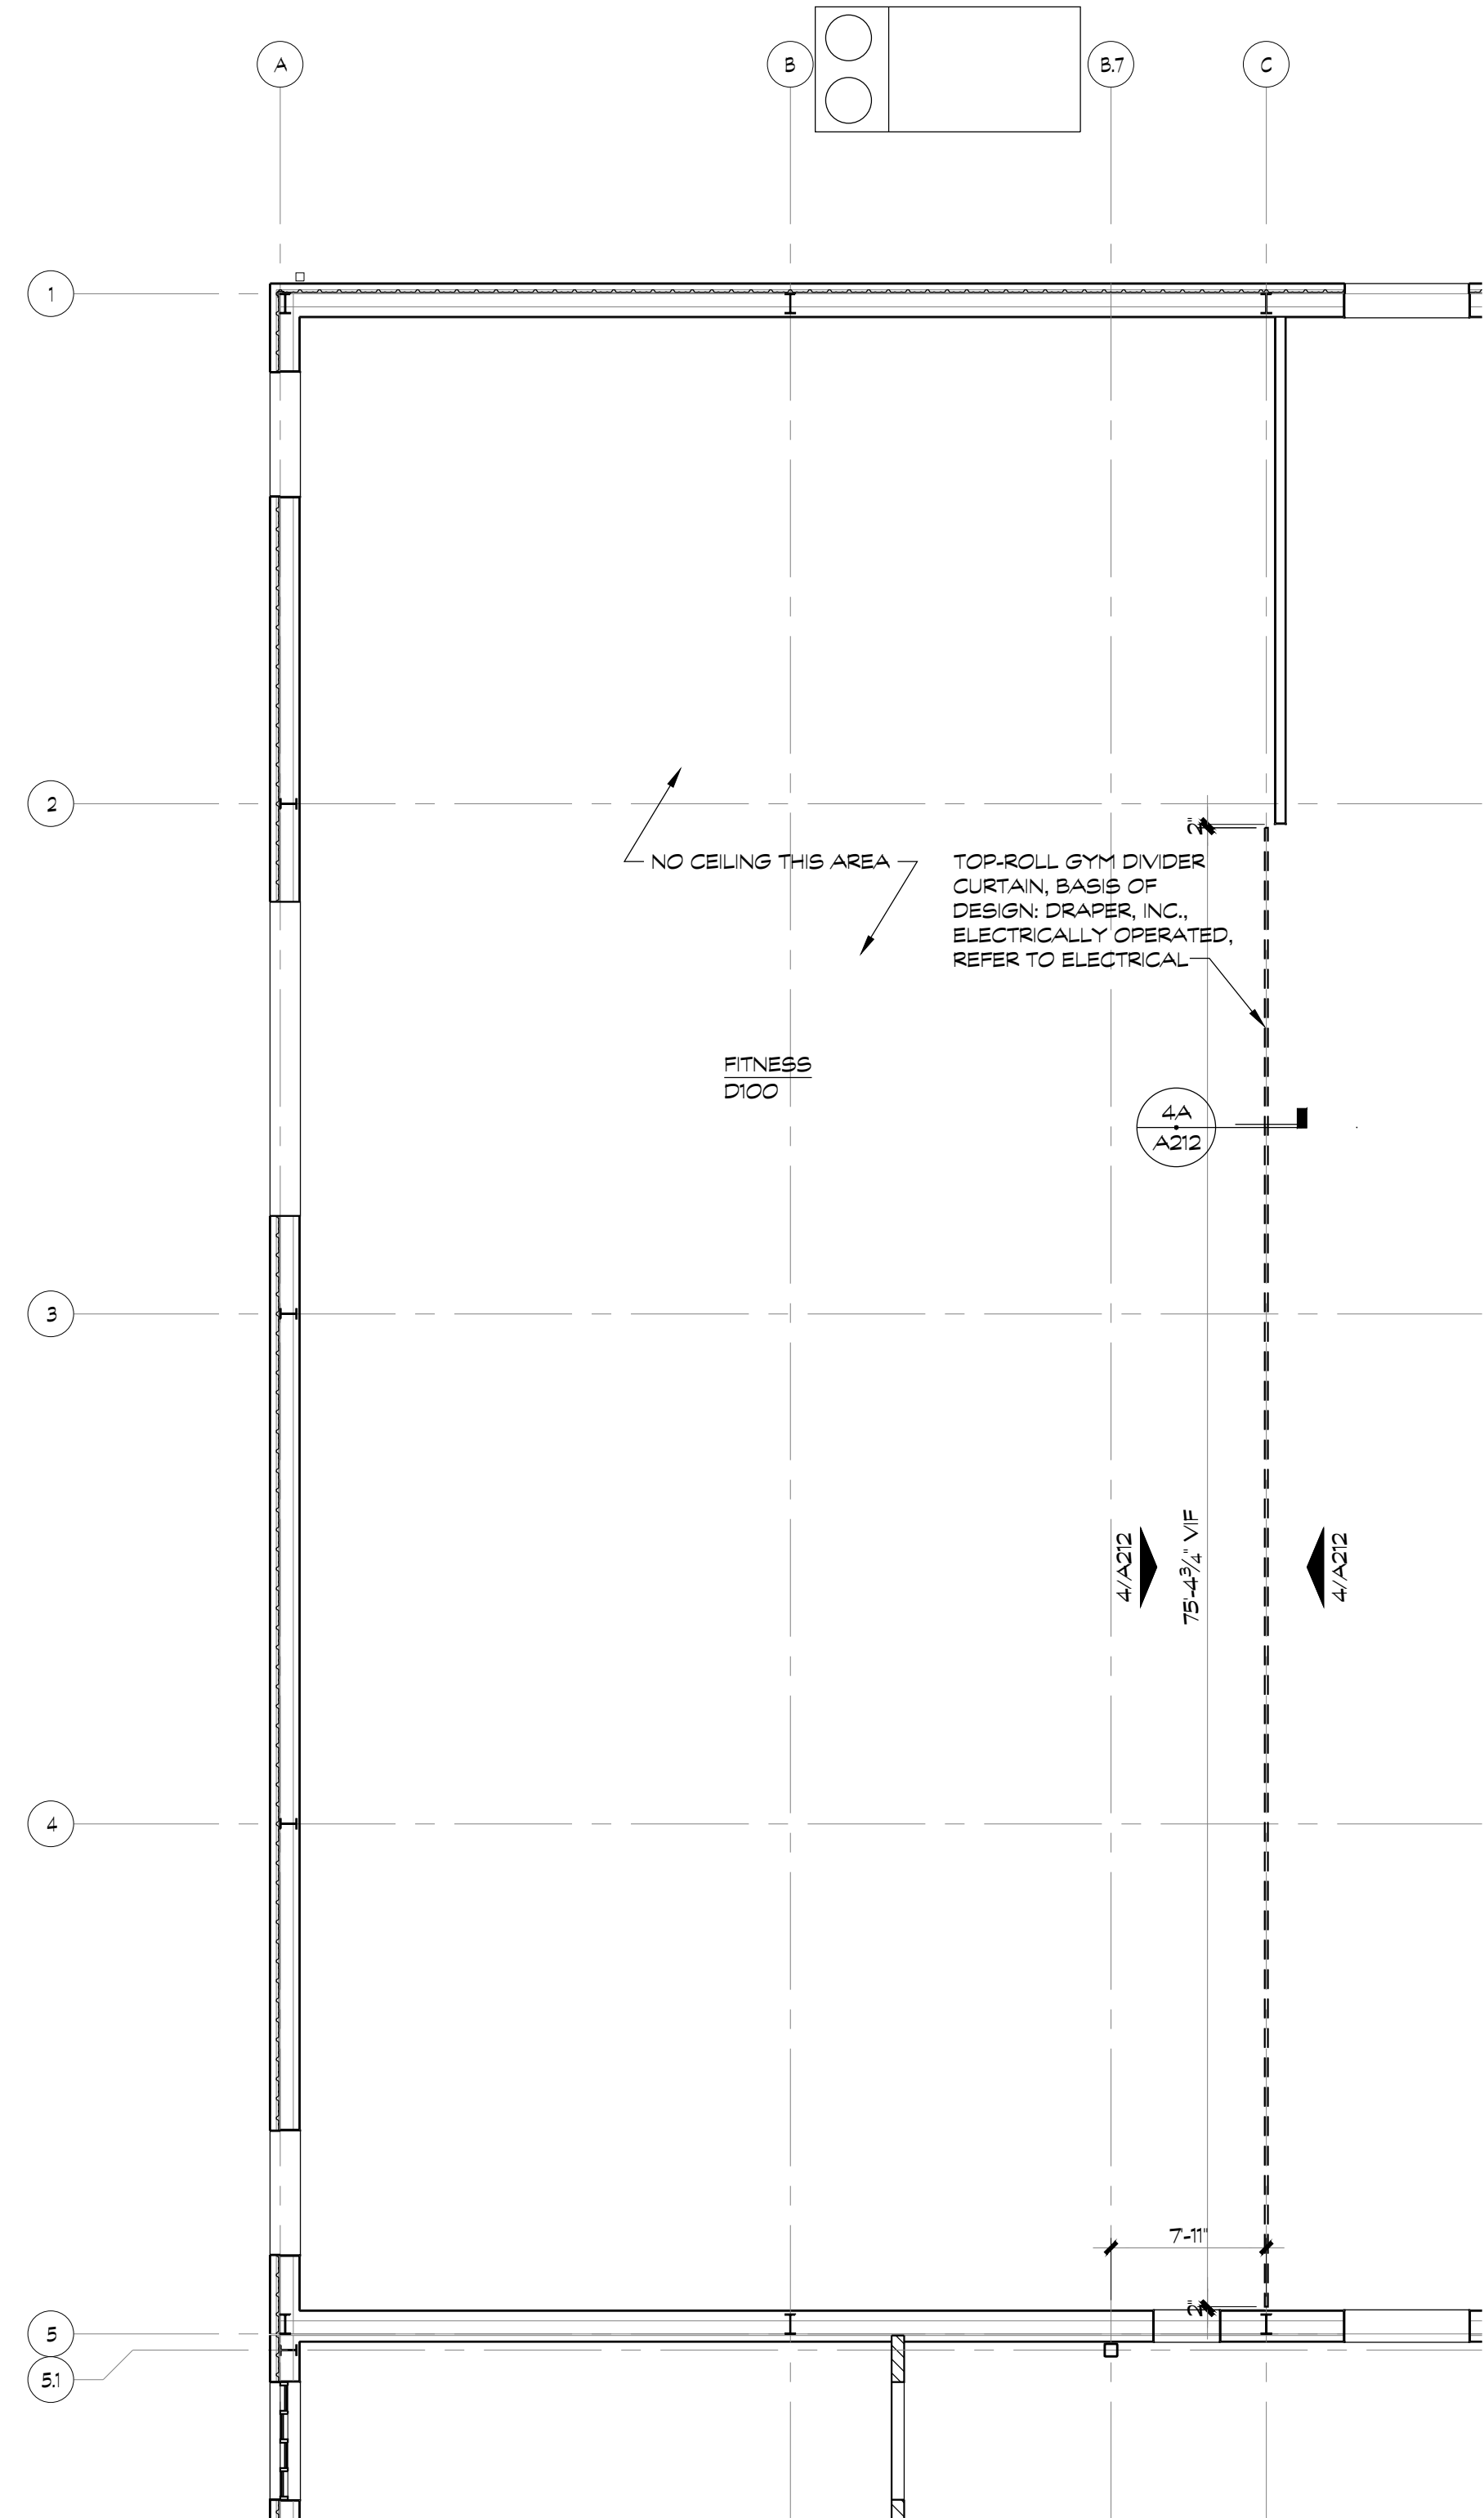 A
B
B.7
C
1
2
2"
NO CEILING THIS AREA
TOP-ROLL GYM DIVIDER
CURTAIN, BASIS OF
DESIGN: DRAPER, INC.,
ELECTRICALLY OPERATED,
REFER TO ELECTRICAL
FITNESS
D100
4A
A212
3
4/A212
75'-4¾" VIF
4/A212
4
7'-11"
2"
5
5.1